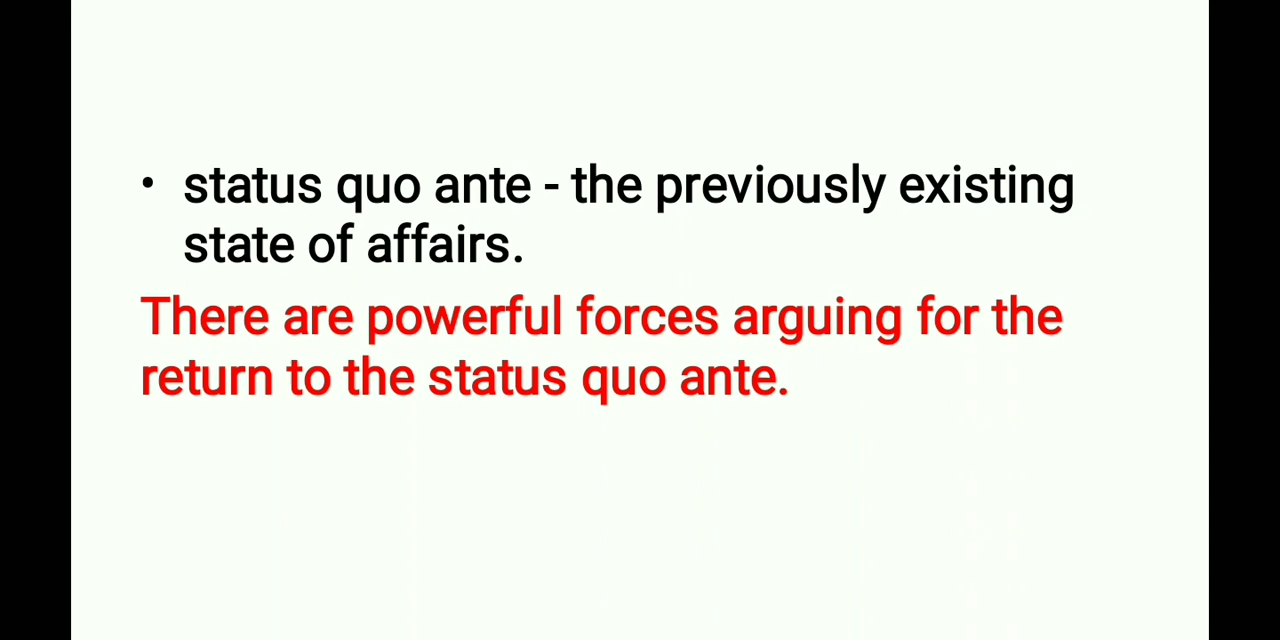 • status quo ante - the previously existing
state of affairs.
There are powerful forces arguing for the
return to the status quo ante.